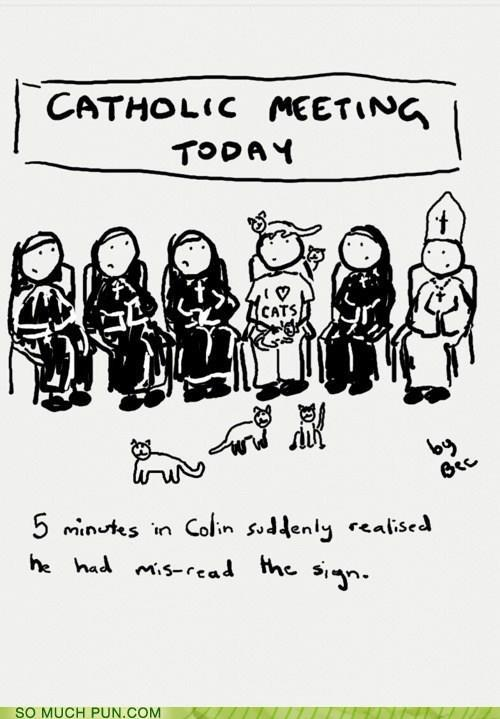 CATHOLIC MEETING
TODAY
I ♥
CATS
by
Bec
5 minutes in Colin suddenly realised
he had mis-read the sign.
SO MUCH PUN.COM